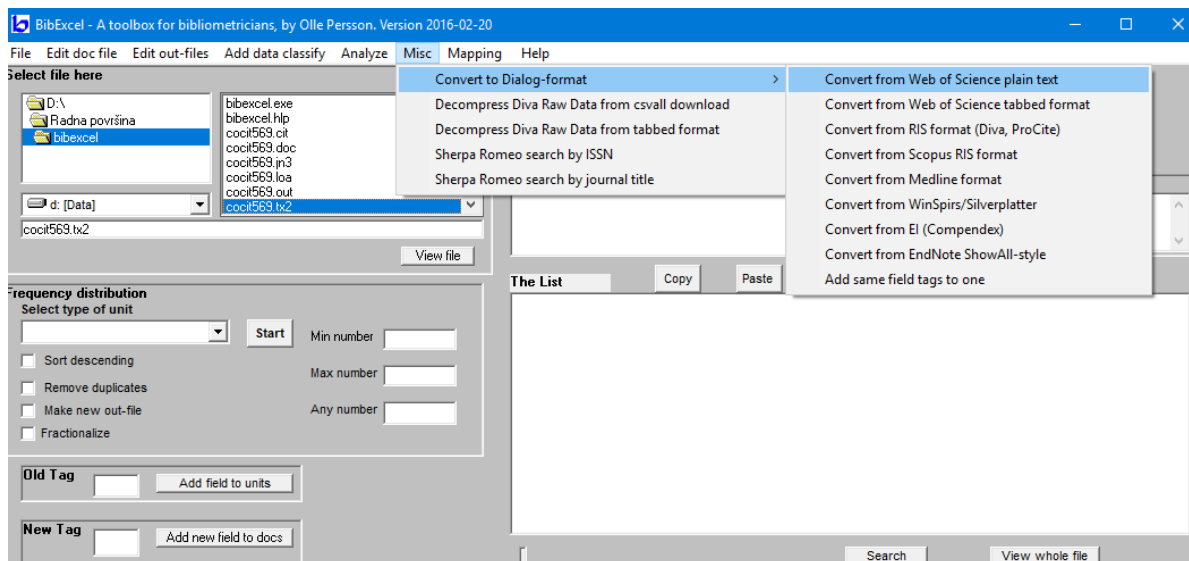 BibExcel - A toolbox for bibliometricians, by Olle Persson. Version 2016-02-20
File Edit doc file Edit out-files Add data classify Analyze Misc Mapping Help
Select file here
D:\
Radna površina
bibexcel
d: [Data]
bibexcel.exe
bibexcel.hlp
cocit569.cit
cocit569.doc
cocit569.jn3
cocit569.loa
cocit569.out
cocit569.tx2
cocit569.tx2
View file
Convert to Dialog-format
Decompress Diva Raw Data from csvall download
Decompress Diva Raw Data from tabbed format
Sherpa Romeo search by ISSN
Sherpa Romeo search by journal title
Convert from Web of Science plain text
Convert from Web of Science tabbed format
Convert from RIS format (Diva, ProCite)
Convert from Scopus RIS format
Convert from Medline format
Convert from WinSpirs/Silverplatter
Convert from EI (Compendex)
Convert from EndNote ShowAll-style
Add same field tags to one
The List Copy Paste
Frequency distribution
Select type of unit
Start
Sort descending
Remove duplicates
Make new out-file
Fractionalize
Min number
Max number
Any number
Old Tag Add field to units
New Tag Add new field to docs
Search View whole file